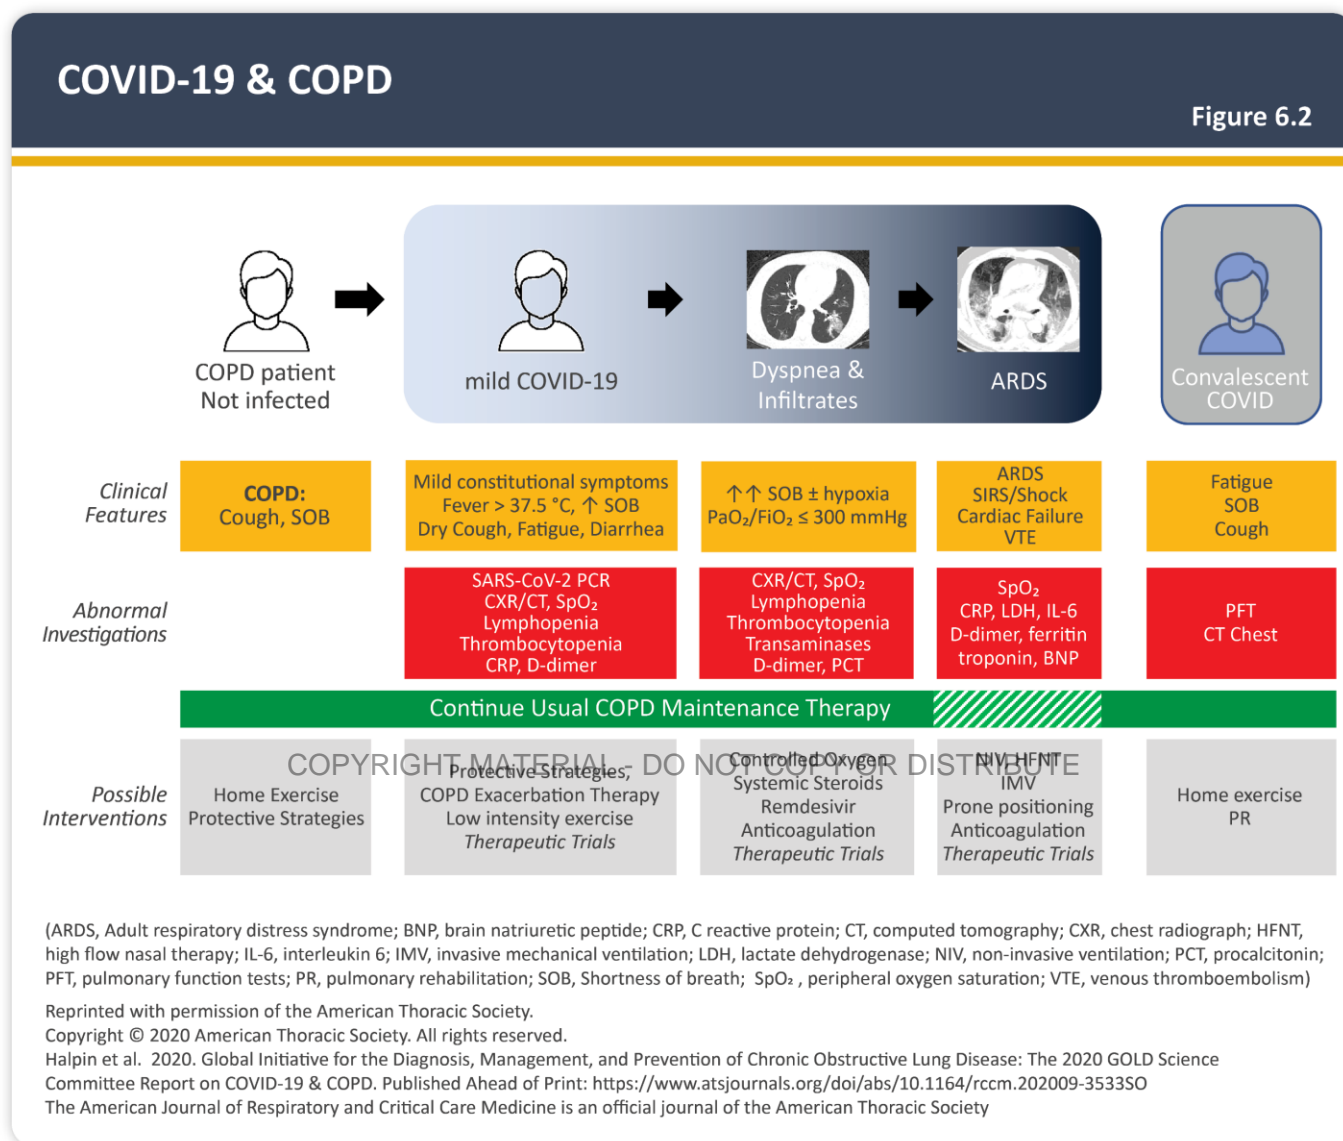 COVID-19 & COPD
Figure 6.2
COPD patient
Not infected
mild COVID-19
Dyspnea &
Infiltrates
ARDS
Convalescent
COVID
Clinical
Features
COPD:
Cough, SOB
Mild constitutional symptoms
Fever > 37.5 °C, ↑ SOB
Dry Cough, Fatigue, Diarrhea
↑↑ SOB ± hypoxia
PaO₂/FiO₂ ≤ 300 mmHg
ARDS
SIRS/Shock
Cardiac Failure
VTE
Fatigue
SOB
Cough
Abnormal
Investigations
SARS-CoV-2 PCR
CXR/CT, SpO₂
Lymphopenia
Thrombocytopenia
CRP, D-dimer
CXR/CT, SpO₂
Lymphopenia
Thrombocytopenia
Transaminases
D-dimer, PCT
SpO₂
CRP, LDH, IL-6
D-dimer, ferritin
troponin, BNP
PFT
CT Chest
Continue Usual COPD Maintenance Therapy
COPYRIGHT MATERIAL - DO NOT COPY OR DISTRIBUTE
Possible
Interventions
Home Exercise
Protective Strategies
Protective Strategies,
COPD Exacerbation Therapy
Low intensity exercise
Therapeutic Trials
Controlled Oxygen
Systemic Steroids
Remdesivir
Anticoagulation
Therapeutic Trials
NIV, HFNT
IMV
Prone positioning
Anticoagulation
Therapeutic Trials
Home exercise
PR
(ARDS, Adult respiratory distress syndrome; BNP, brain natriuretic peptide; CRP, C reactive protein; CT, computed tomography; CXR, chest radiograph; HFNT,
high flow nasal therapy; IL-6, interleukin 6; IMV, invasive mechanical ventilation; LDH, lactate dehydrogenase; NIV, non-invasive ventilation; PCT, procalcitonin;
PFT, pulmonary function tests; PR, pulmonary rehabilitation; SOB, Shortness of breath; SpO₂ , peripheral oxygen saturation; VTE, venous thromboembolism)
Reprinted with permission of the American Thoracic Society.
Copyright © 2020 American Thoracic Society. All rights reserved.
Halpin et al. 2020. Global Initiative for the Diagnosis, Management, and Prevention of Chronic Obstructive Lung Disease: The 2020 GOLD Science
Committee Report on COVID-19 & COPD. Published Ahead of Print: https://www.atsjournals.org/doi/abs/10.1164/rccm.202009-3533SO
The American Journal of Respiratory and Critical Care Medicine is an official journal of the American Thoracic Society